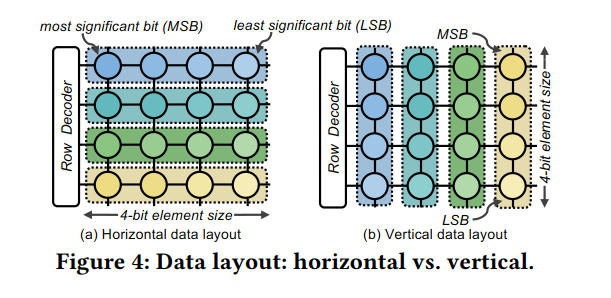 most significant bit (MSB)
least significant bit (LSB)
Row Decoder
4-bit element size
(a) Horizontal data layout
MSB
Row Decoder
4-bit element size
LSB
(b) Vertical data layout
Figure 4: Data layout: horizontal vs. vertical.